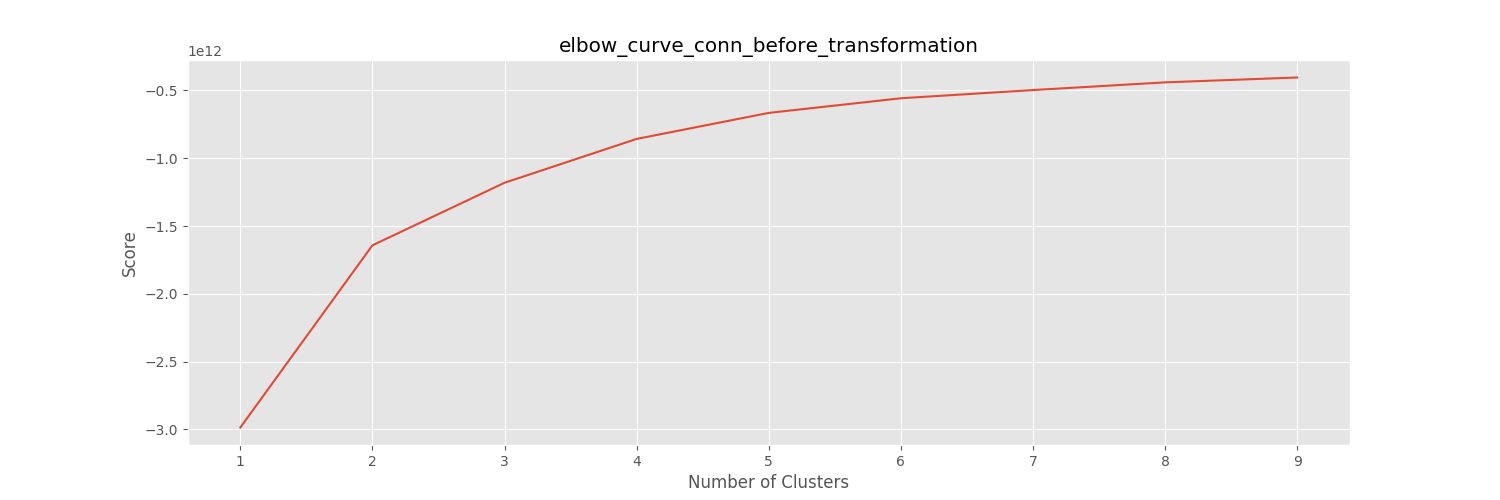 elbow_curve_conn_before_transformation
1e12
−0.5
−1.0
−1.5
−2.0
−2.5
−3.0
Score
1 2 3 4 5 6 7 8 9
Number of Clusters